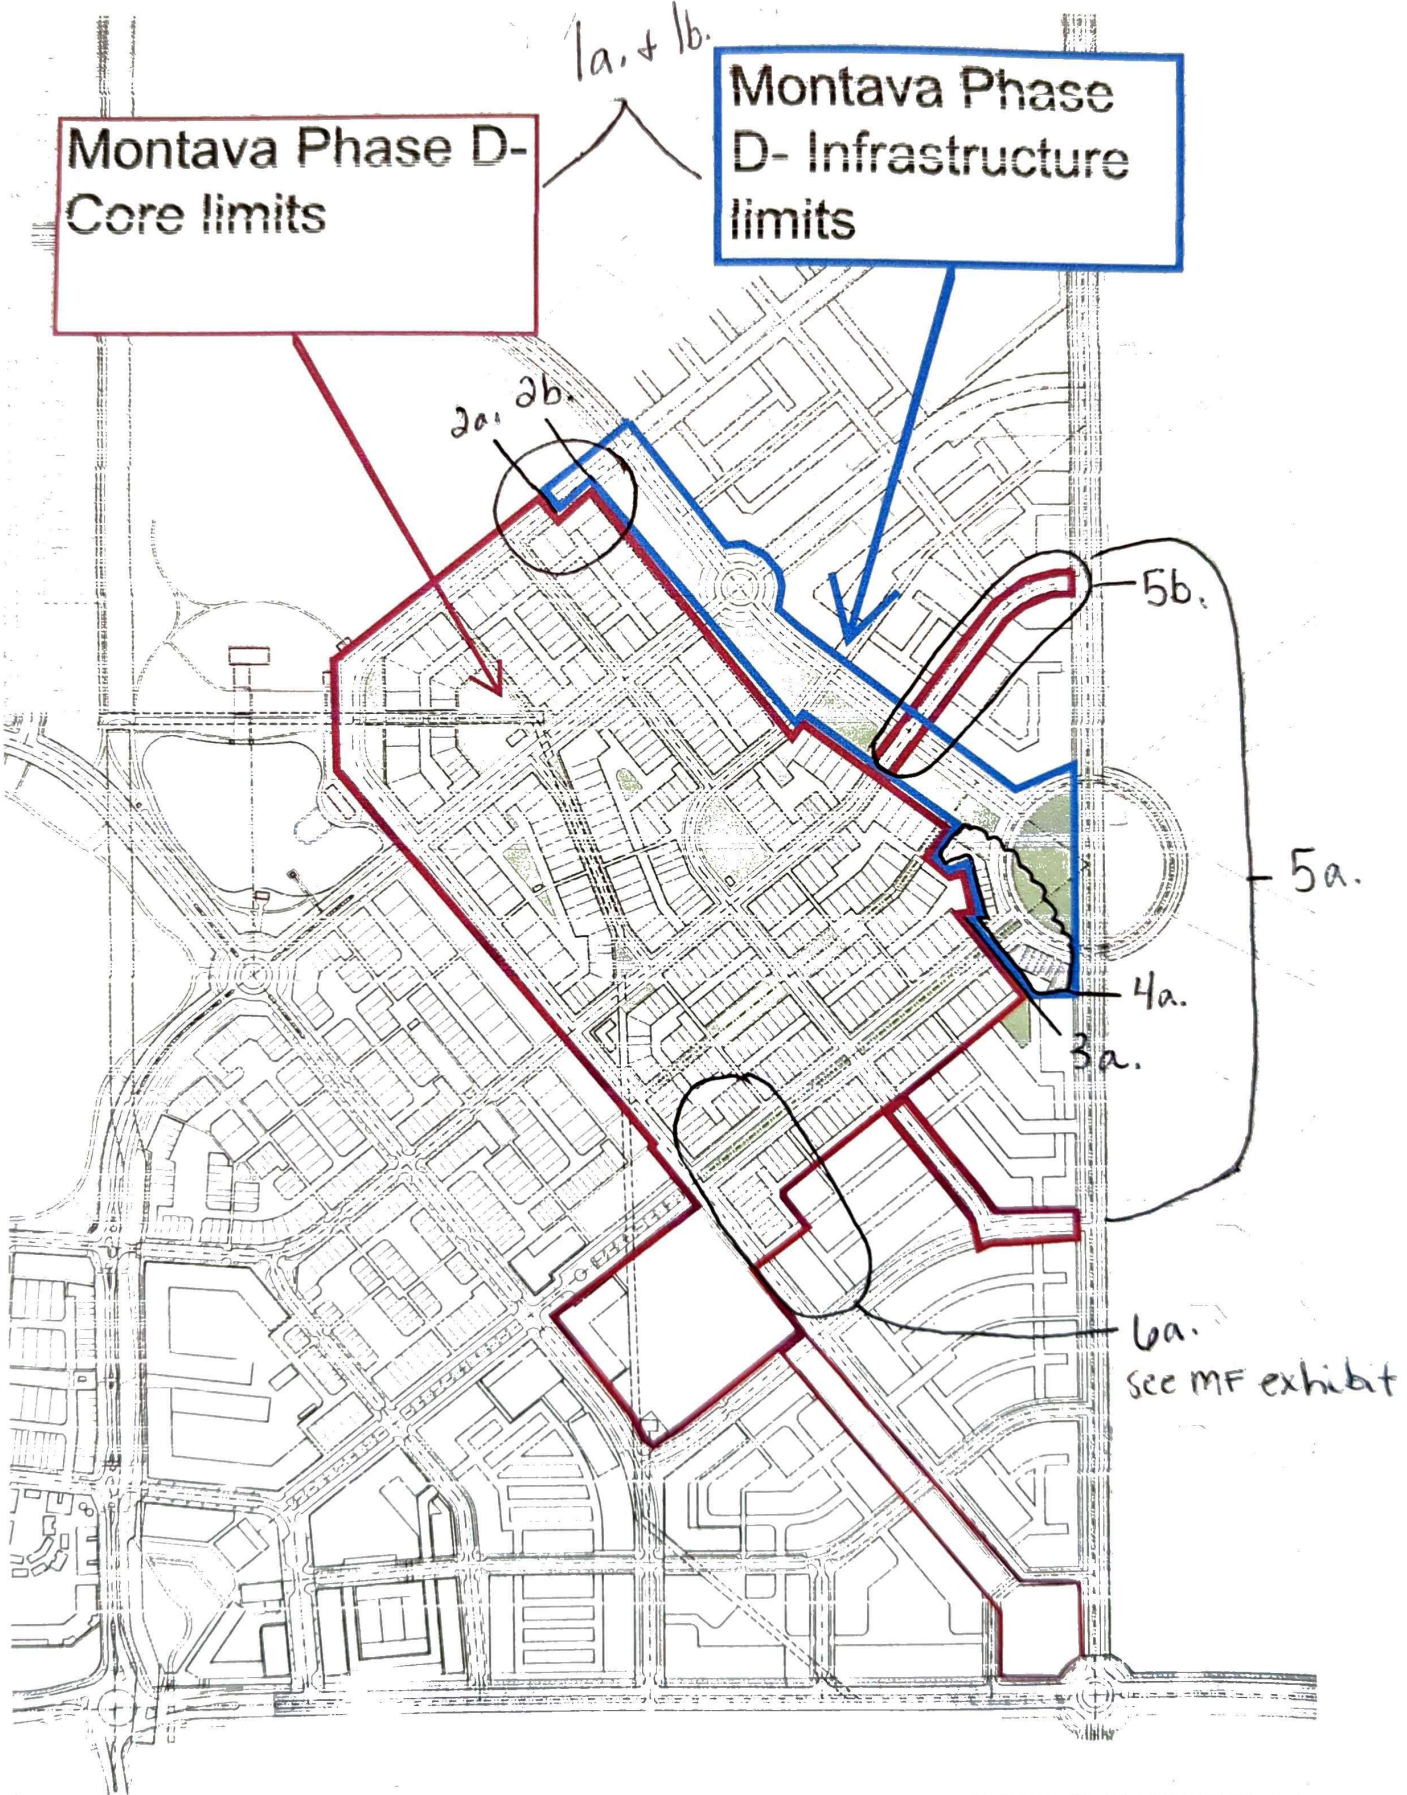 1a. & 1b.
Montava Phase D-
Core limits
Montava Phase
D- Infrastructure
limits
2a. 2b.
5b.
5a.
4a.
3a.
6a.
see MF exhibit